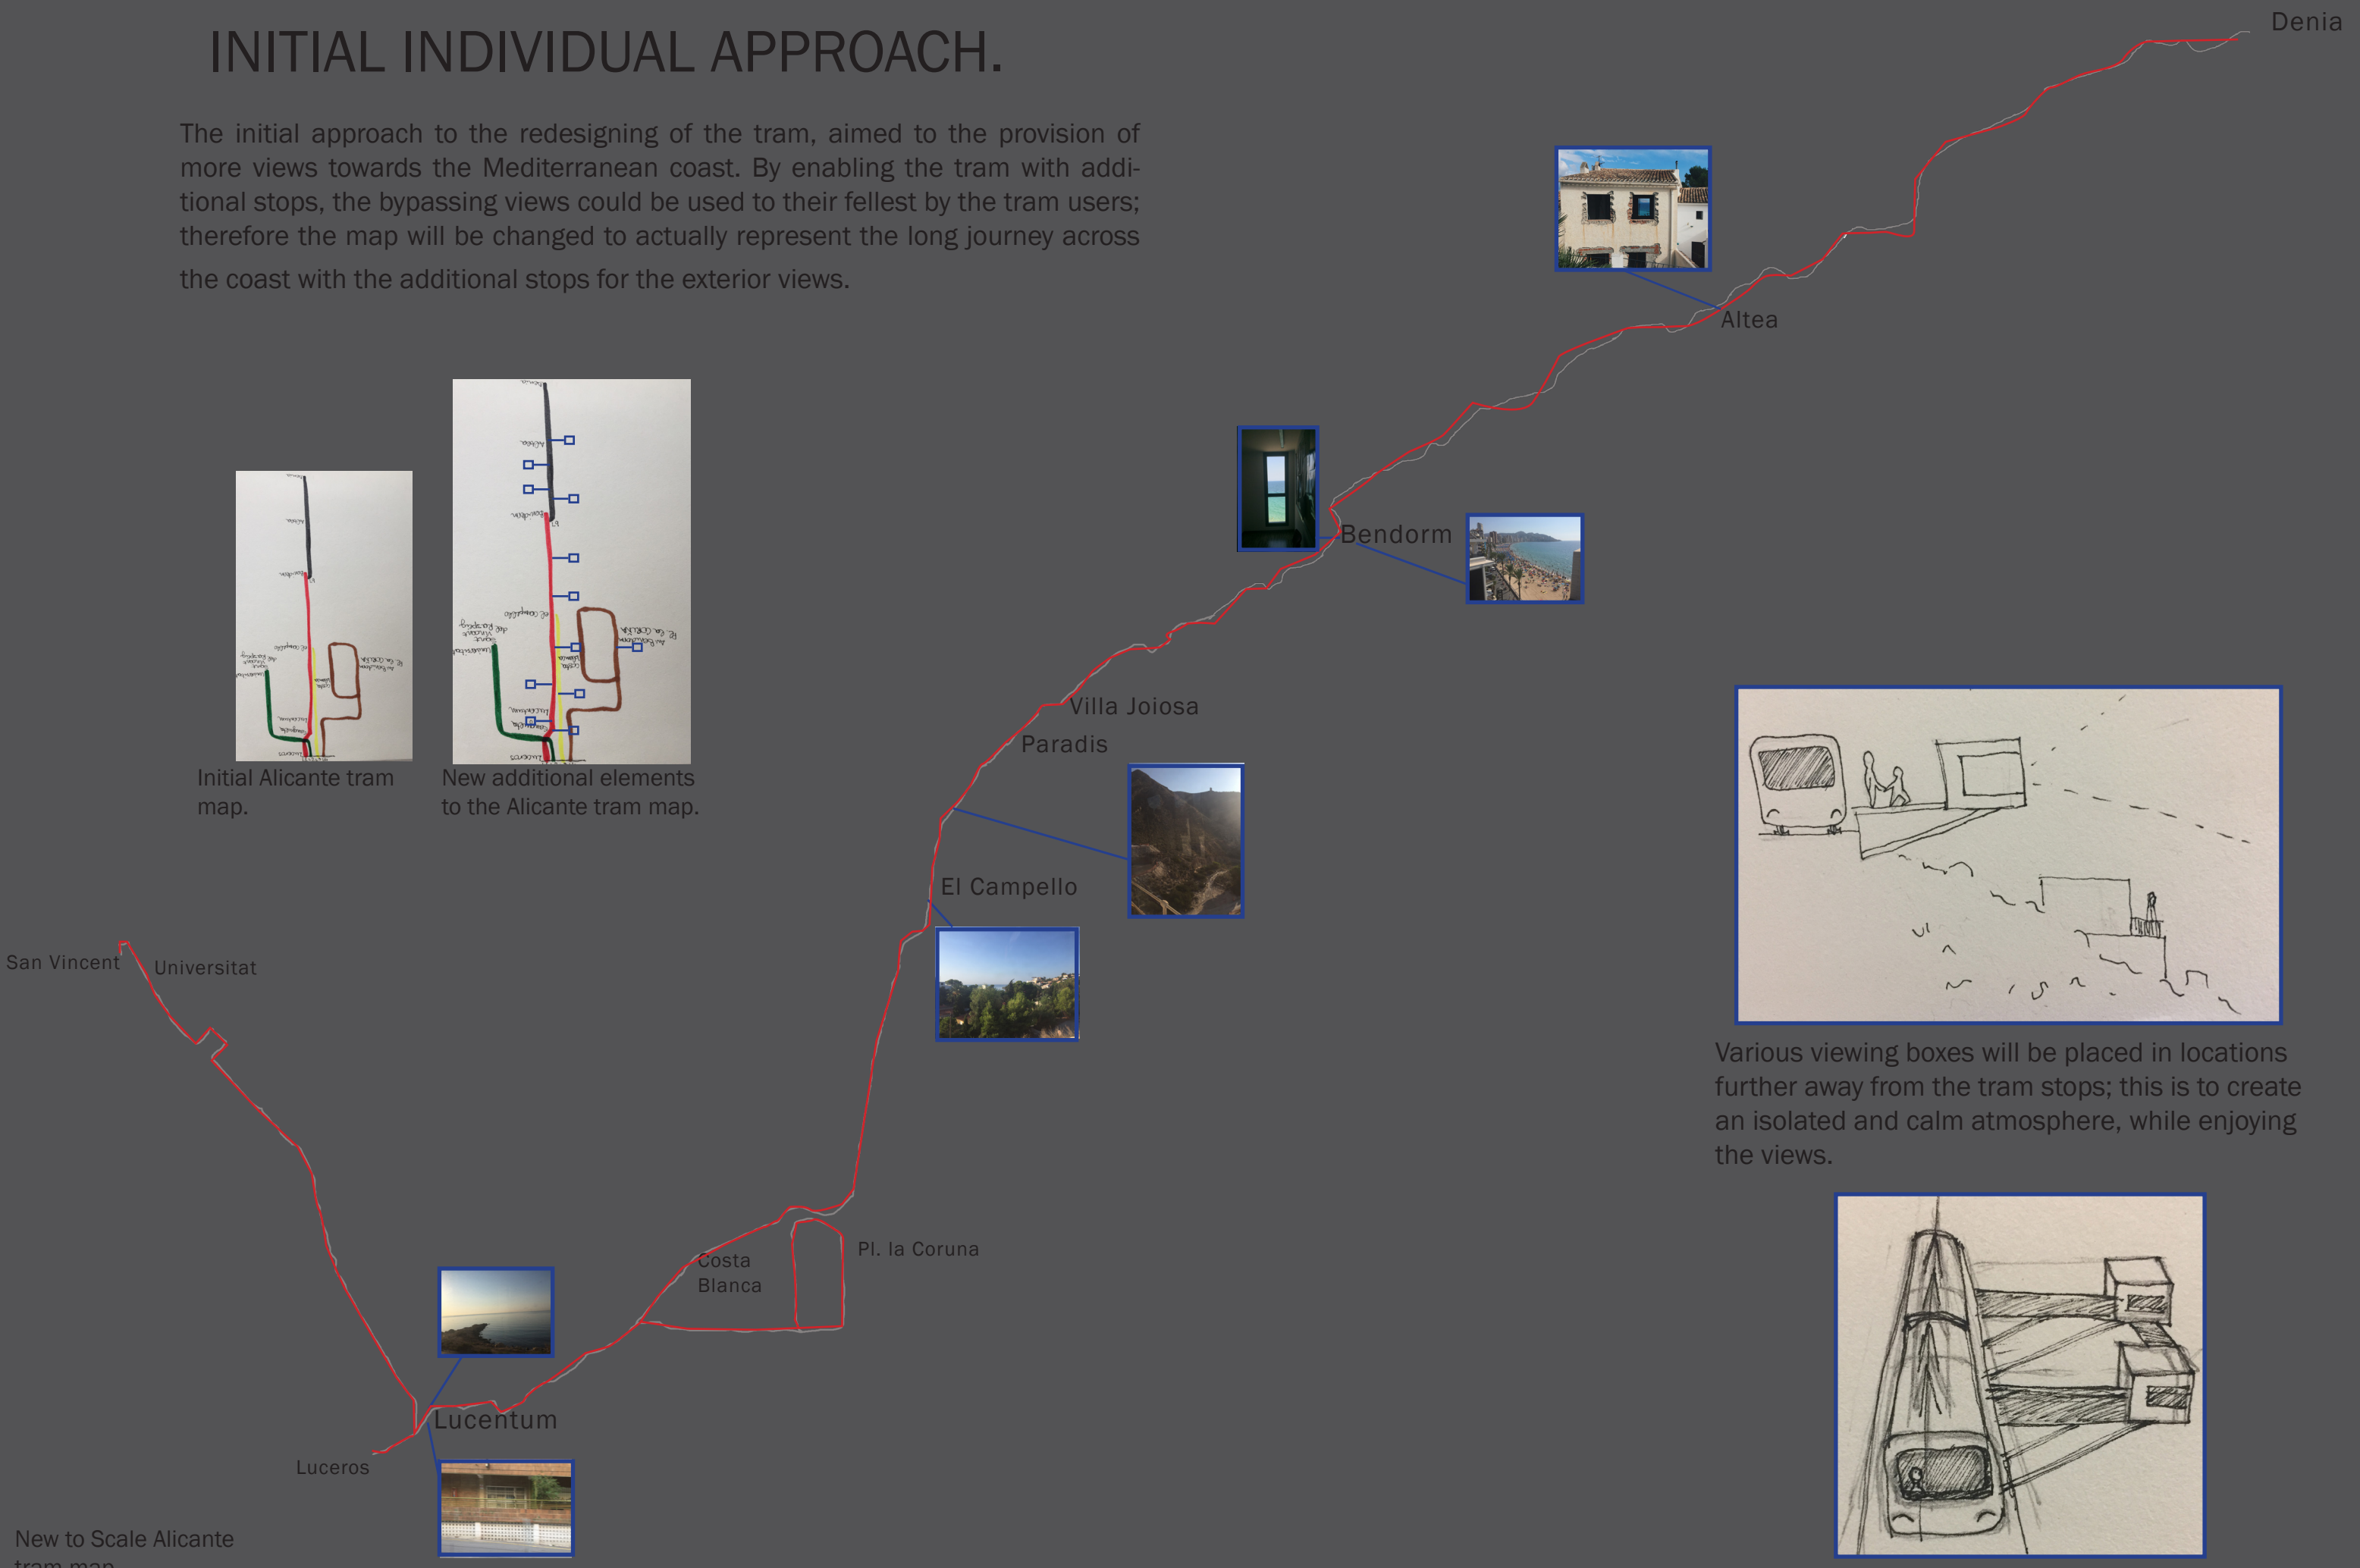 INITIAL INDIVIDUAL APPROACH.
The initial approach to the redesigning of the tram, aimed to the provision of
more views towards the Mediterranean coast. By enabling the tram with addi-
tional stops, the bypassing views could be used to their fellest by the tram users;
therefore the map will be changed to actually represent the long journey across
the coast with the additional stops for the exterior views.
Denia
Altea
Bendorm
Villa Joiosa
Paradis
El Campello
Initial Alicante tram
map.
New additional elements
to the Alicante tram map.
San Vincent
Universitat
Various viewing boxes will be placed in locations
further away from the tram stops; this is to create
an isolated and calm atmosphere, while enjoying
the views.
Pl. la Coruna
Costa
Blanca
Lucentum
Luceros
New to Scale Alicante
tram map